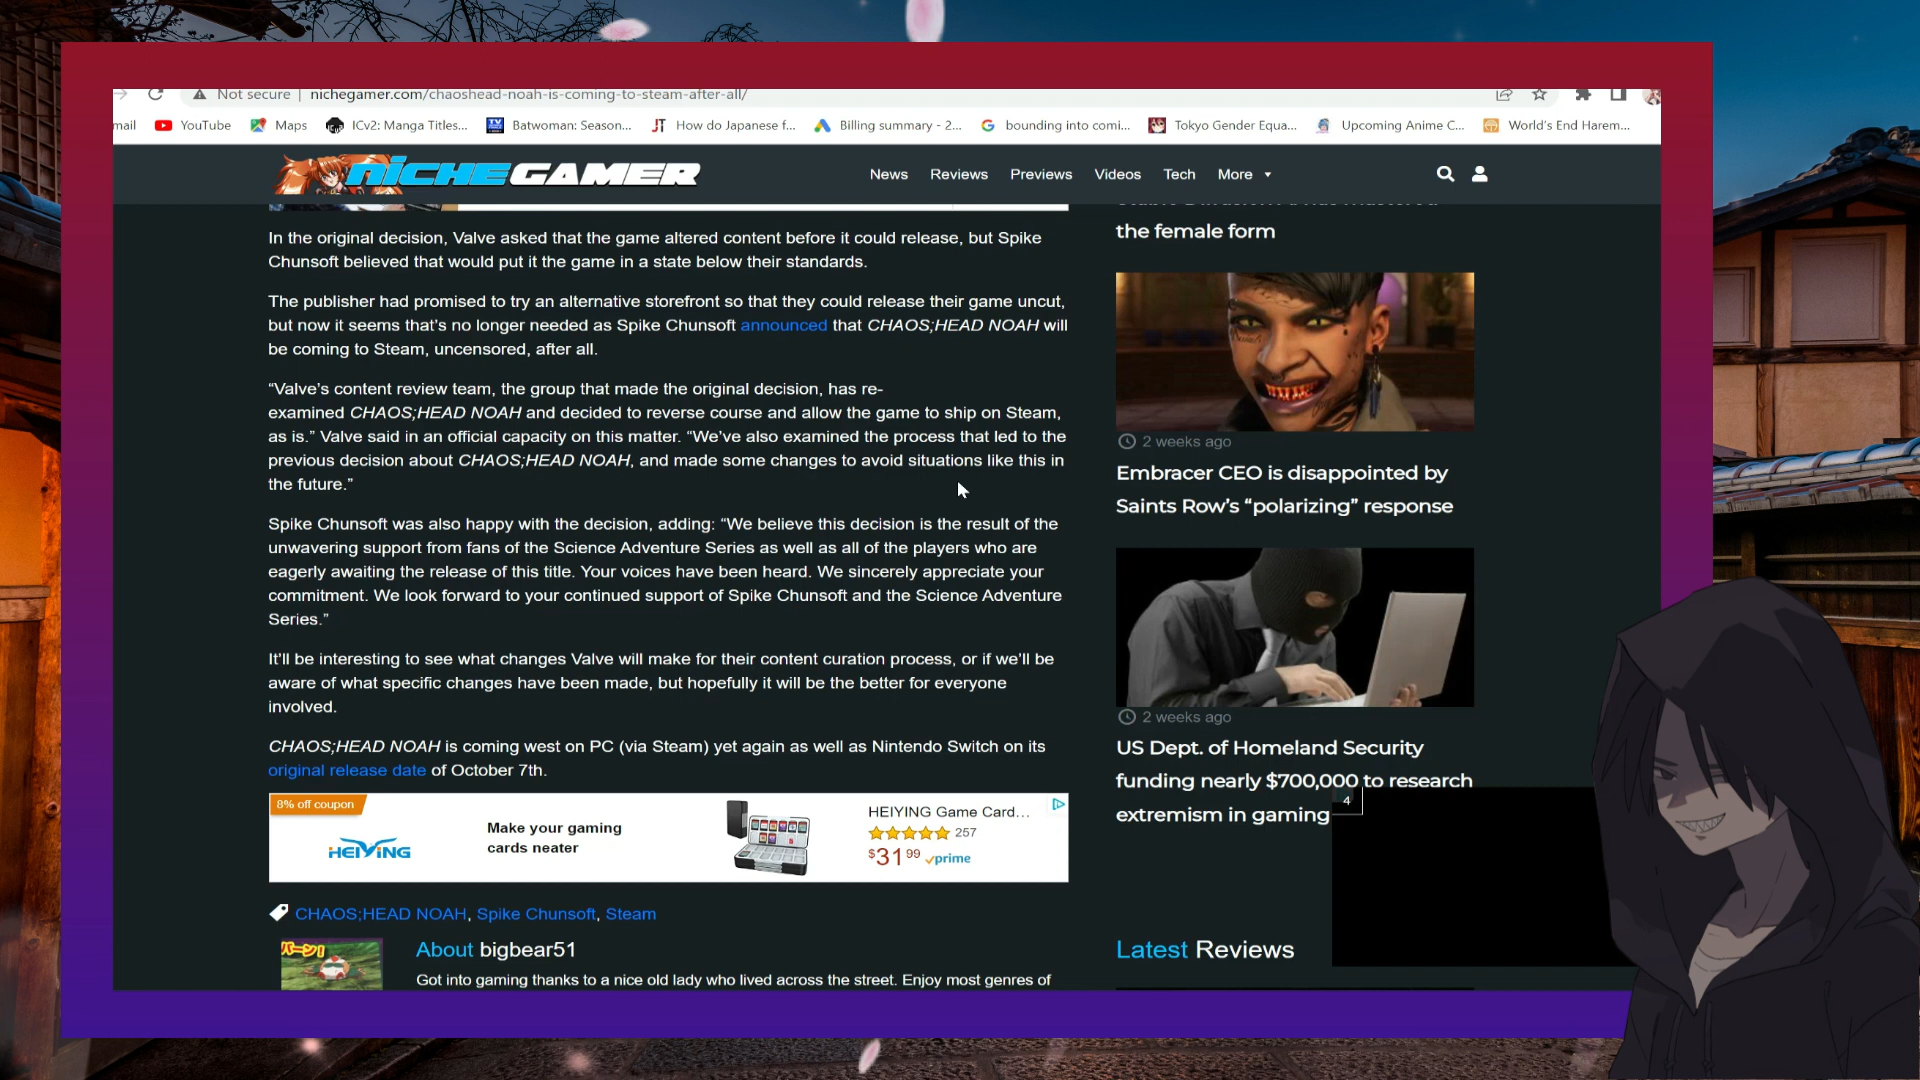 Not secure | nichegamer.com/chaoshead-noah-is-coming-to-steam-after-all/
mail YouTube Maps ICv2: Manga Titles... Batwoman: Season... How do Japanese f... Billing summary - 2... bounding into comi... Tokyo Gender Equa... Upcoming Anime C... World's End Harem...
NICHEGAMER News Reviews Previews Videos Tech More
In the original decision, Valve asked that the game altered content before it could release, but Spike
Chunsoft believed that would put it the game in a state below their standards.
The publisher had promised to try an alternative storefront so that they could release their game uncut,
but now it seems that's no longer needed as Spike Chunsoft announced that CHAOS;HEAD NOAH will
be coming to Steam, uncensored, after all.
“Valve's content review team, the group that made the original decision, has re-
examined CHAOS;HEAD NOAH and decided to reverse course and allow the game to ship on Steam,
as is.” Valve said in an official capacity on this matter. “We've also examined the process that led to the
previous decision about CHAOS;HEAD NOAH, and made some changes to avoid situations like this in
the future.”
Spike Chunsoft was also happy with the decision, adding: “We believe this decision is the result of the
unwavering support from fans of the Science Adventure Series as well as all of the players who are
eagerly awaiting the release of this title. Your voices have been heard. We sincerely appreciate your
commitment. We look forward to your continued support of Spike Chunsoft and the Science Adventure
Series.”
It'll be interesting to see what changes Valve will make for their content curation process, or if we'll be
aware of what specific changes have been made, but hopefully it will be the better for everyone
involved.
CHAOS;HEAD NOAH is coming west on PC (via Steam) yet again as well as Nintendo Switch on its
original release date of October 7th.
8% off coupon
HEIYING
Make your gaming
cards neater
HEIYING Game Card...
257
$31 99 prime
CHAOS;HEAD NOAH, Spike Chunsoft, Steam
バーン!
About bigbear51
Got into gaming thanks to a nice old lady who lived across the street. Enjoy most genres of
the female form
2 weeks ago
Embracer CEO is disappointed by
Saints Row's “polarizing” response
2 weeks ago
US Dept. of Homeland Security
funding nearly $700,000 to research
extremism in gaming
4
Latest Reviews